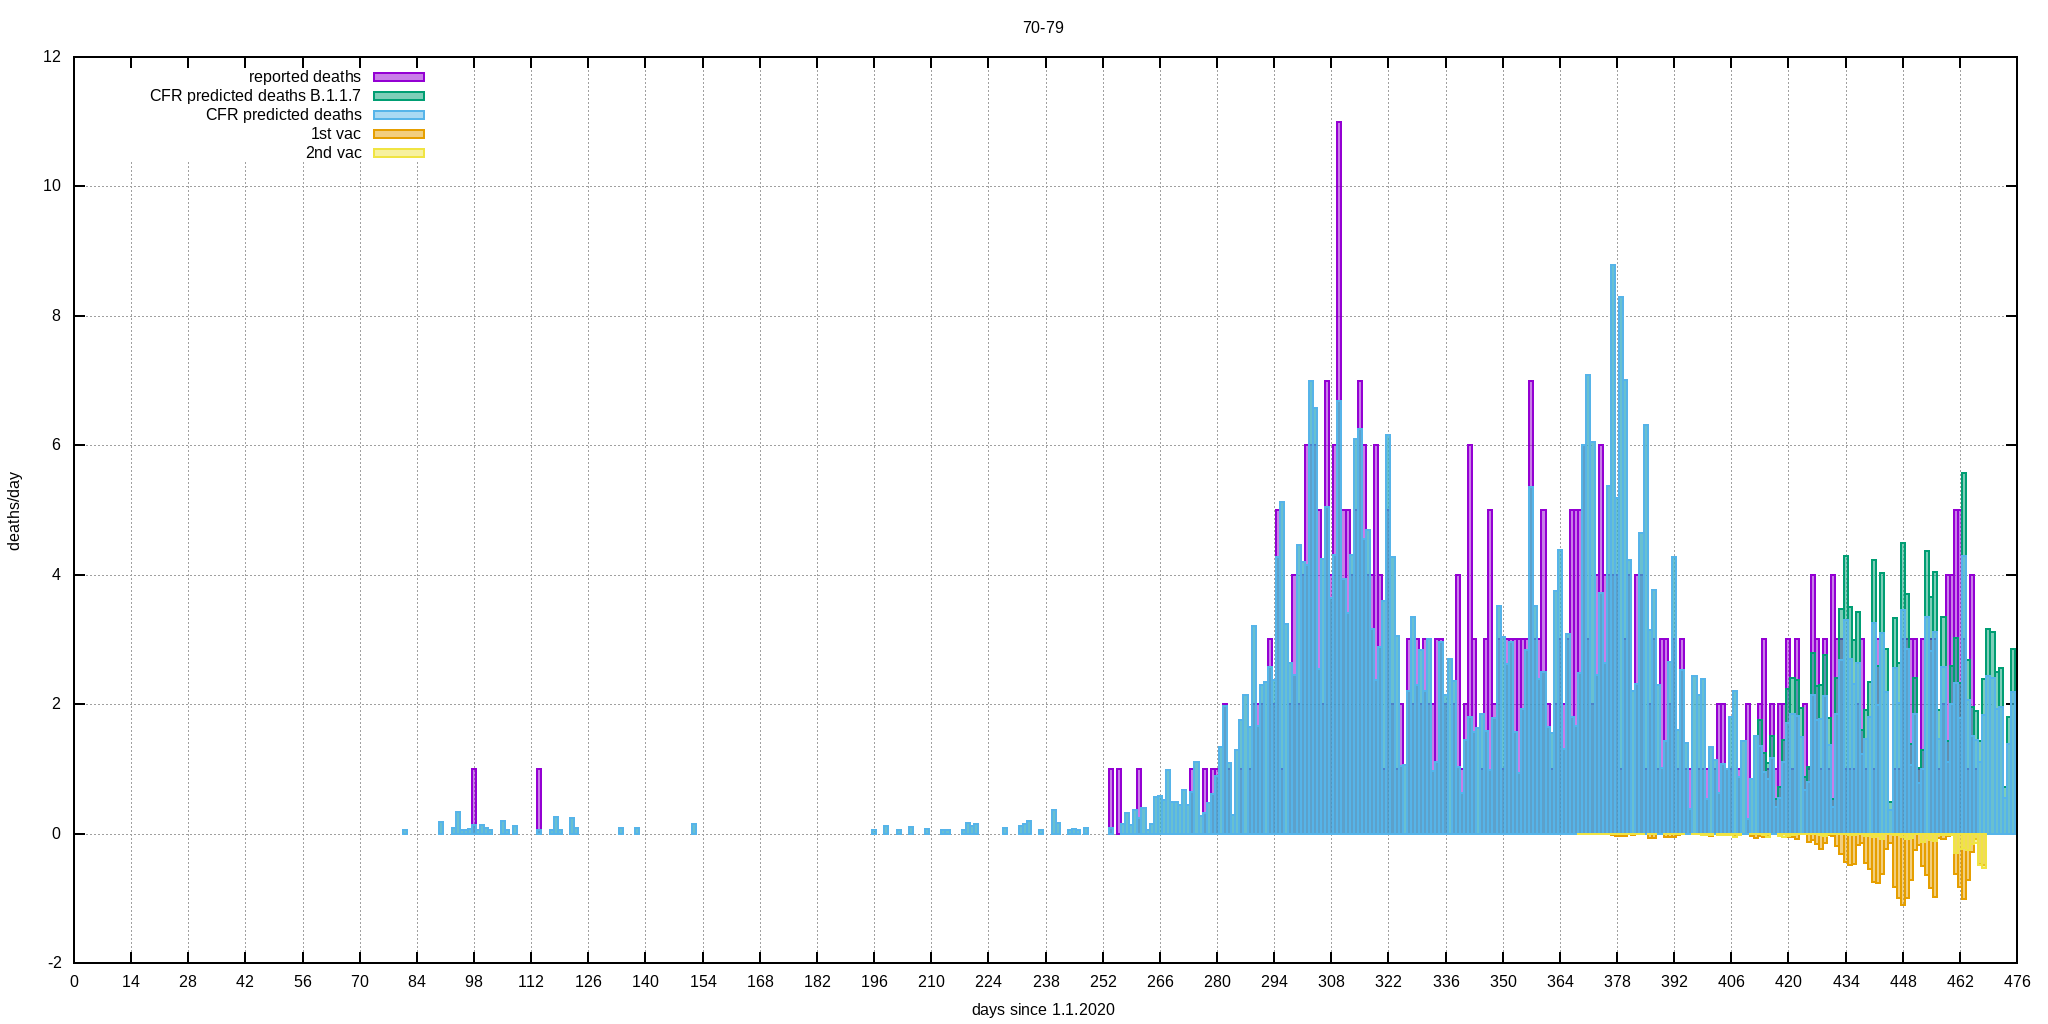 70-79
12
10
8
6
4
2
0
-2
deaths/day
reported deaths
CFR predicted deaths B.1.1.7
CFR predicted deaths
1st vac
2nd vac
0 14 28 42 56 70 84 98 112 126 140 154 168 182 196 210 224 238 252 266 280 294 308 322 336 350 364 378 392 406 420 434 448 462 476
days since 1.1.2020